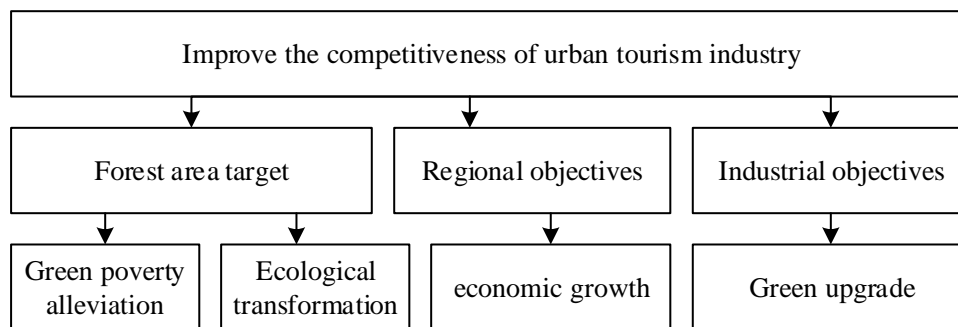 Improve the competitiveness of urban tourism industry
Forest area target
Regional objectives
Industrial objectives
Green poverty
alleviation
Ecological
transformation
economic growth
Green upgrade